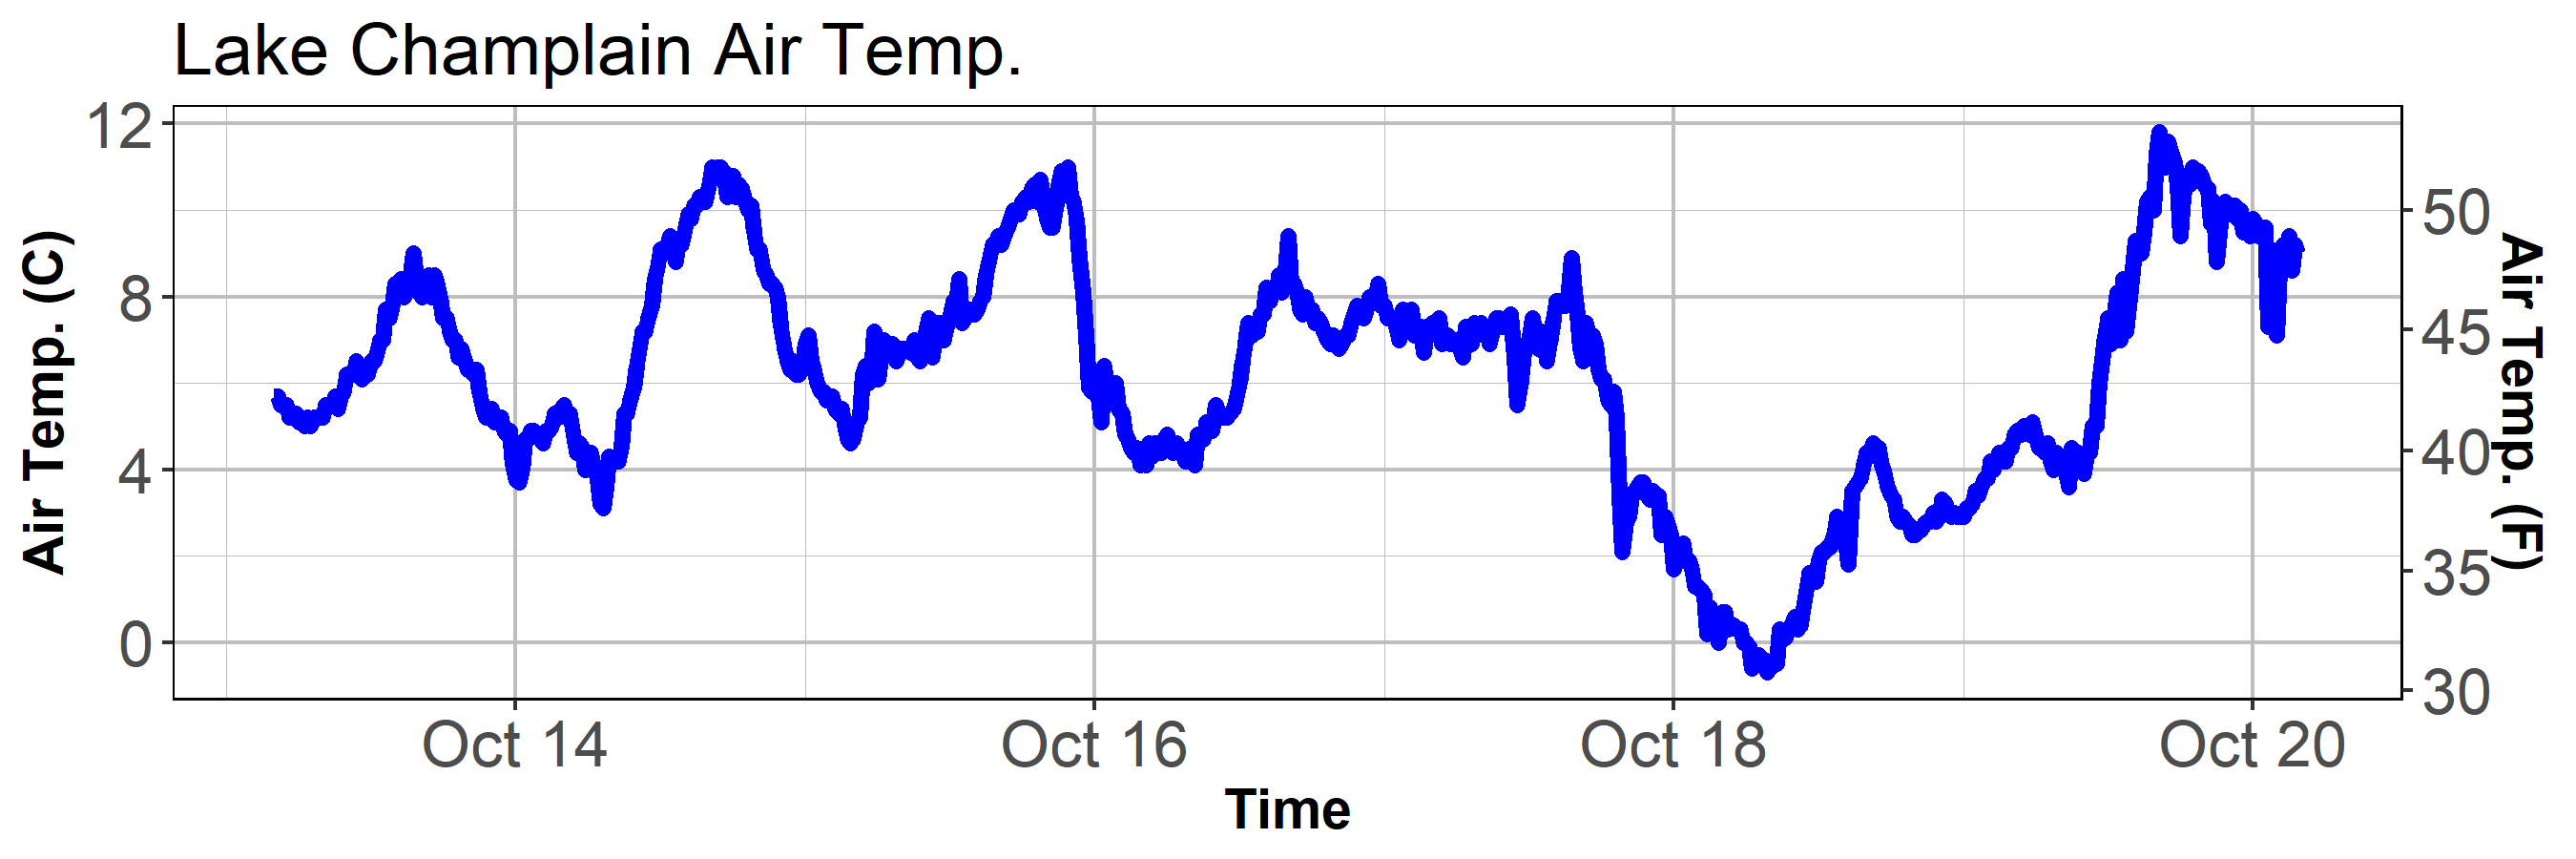 Lake Champlain Air Temp.
12
8
4
0
Air Temp. (C)
50
45
40
35
30
Air Temp. (F)
Oct 14
Oct 16
Oct 18
Oct 20
Time